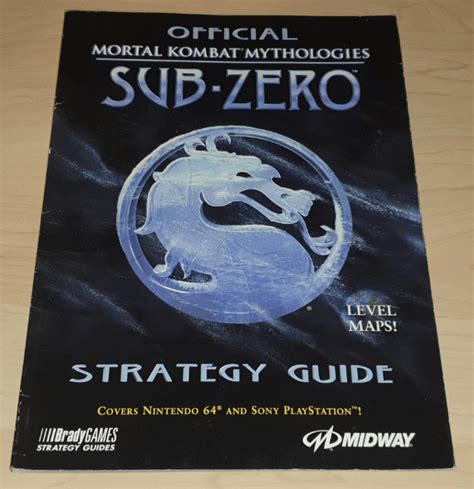 OFFICIAL
MORTAL KOMBAT MYTHOLOGIES
SUB-ZERO™
®
LEVEL
MAPS!
STRATEGY GUIDE
COVERS NINTENDO 64® AND SONY PLAYSTATION™!
BradyGAMES
STRATEGY GUIDES
MIDWAY